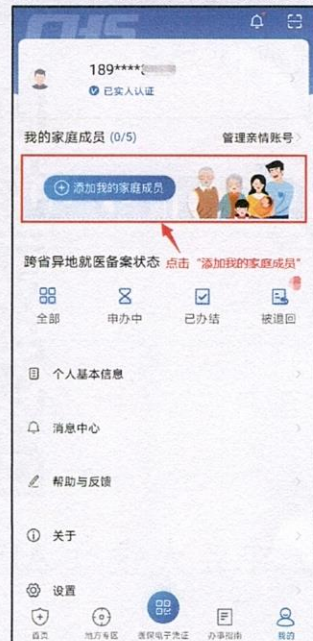 CHS
189****
已实人认证
我的家庭成员 (0/5) 管理亲情账号
添加我的家庭成员
跨省异地就医备案状态 点击“添加我的家庭成员”
全部 申办中 已办结 被退回
个人基本信息
消息中心
帮助与反馈
关于
设置
首页 地方专区 医保电子凭证 办事指南 我的